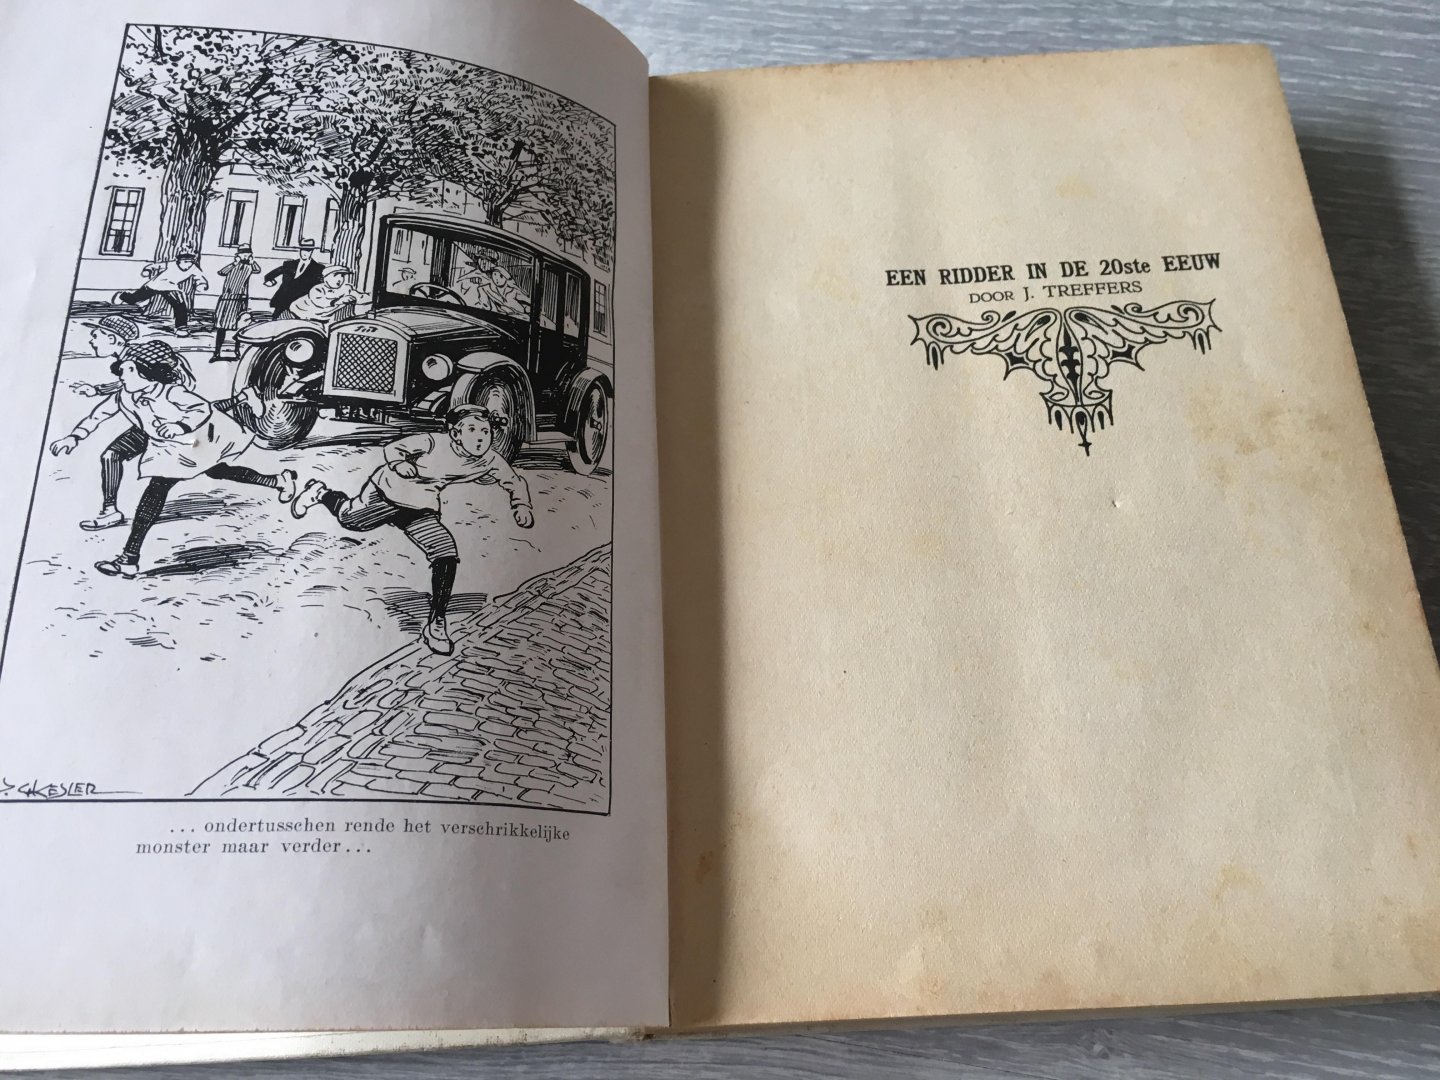 ... ondertusschen rende het verschrikkelijke
monster maar verder...
EEN RIDDER IN DE 20ste EEUW
DOOR J. TREFFERS